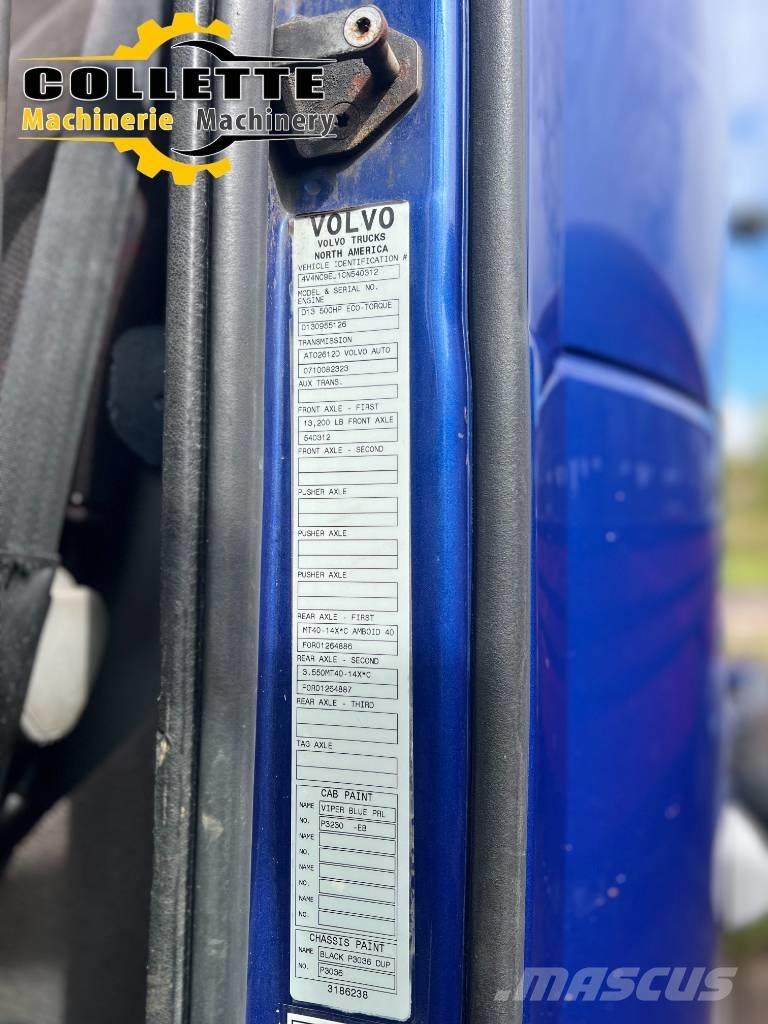 COLLETTE
Machinerie Machinery
VOLVO
VOLVO TRUCKS
NORTH AMERICA
VEHICLE IDENTIFICATION #
4V4NC9EJ1CN540312
MODEL & SERIAL NO.
ENGINE
D13 500HP ECO-TORQUE
D130955126
TRANSMISSION
ATO2612D VOLVO AUTO
0710082323
AUX TRANS.
FRONT AXLE - FIRST
13,200 LB FRONT AXLE
540312
FRONT AXLE - SECOND
PUSHER AXLE
PUSHER AXLE
PUSHER AXLE
REAR AXLE - FIRST
MT40-14X*C AMBOID 40
FOR01264886
REAR AXLE - SECOND
3.550MT40-14X*C
FOR01264887
REAR AXLE - THIRD
TAG AXLE
CAB PAINT
NAME VIPER BLUE PRL
NO. P3230 -EB
NAME
NO.
NAME
NO.
NAME
NO.
CHASSIS PAINT
NAME BLACK P3036 DUP
NO. P3036
3186238
MASCUS